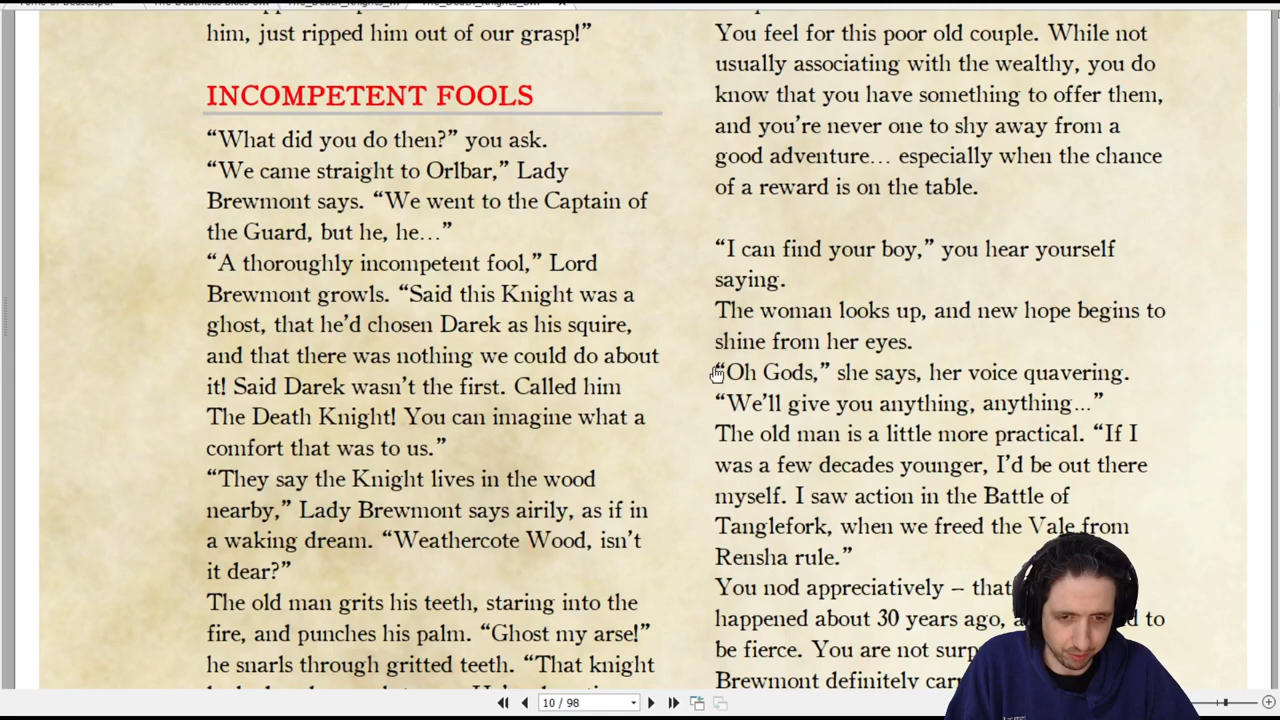 him, just ripped him out of our grasp!”
INCOMPETENT FOOLS
“What did you do then?” you ask.
“We came straight to Orlbar,” Lady
Brewmont says. “We went to the Captain of
the Guard, but he, he…”
“A thoroughly incompetent fool,” Lord
Brewmont growls. “Said this Knight was a
ghost, that he’d chosen Darek as his squire,
and that there was nothing we could do about
it! Said Darek wasn’t the first. Called him
The Death Knight! You can imagine what a
comfort that was to us.”
“They say the Knight lives in the wood
nearby,” Lady Brewmont says airily, as if in
a waking dream. “Weathercote Wood, isn’t
it dear?”
The old man grits his teeth, staring into the
fire, and punches his palm. “Ghost my arse!”
he snarls through gritted teeth. “That knight
You feel for this poor old couple. While not
usually associating with the wealthy, you do
know that you have something to offer them,
and you’re never one to shy away from a
good adventure… especially when the chance
of a reward is on the table.
“I can find your boy,” you hear yourself
saying.
The woman looks up, and new hope begins to
shine from her eyes.
“Oh Gods,” she says, her voice quavering.
“We’ll give you anything, anything…”
The old man is a little more practical. “If I
was a few decades younger, I’d be out there
myself. I saw action in the Battle of
Tanglefork, when we freed the Vale from
Rensha rule.”
You nod appreciatively – that
happened about 30 years ago, to
be fierce. You are not
Brewmont definitely
10 / 98